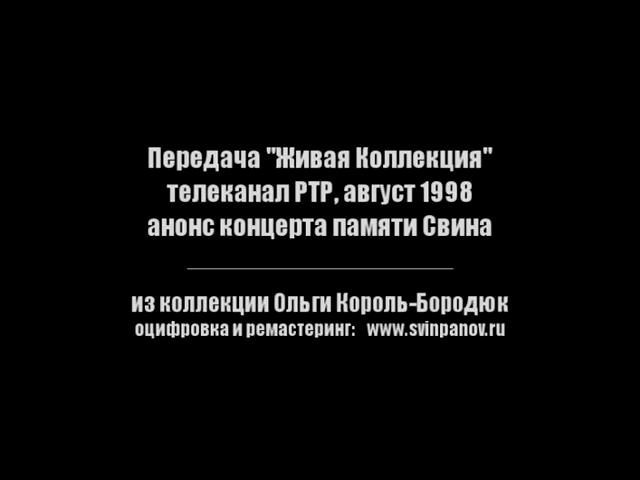 Передача "Живая Коллекция"
телеканал РТР, август 1998
анонс концерта памяти Свина
из коллекции Ольги Король-Бородюк
оцифровка и ремастеринг: www.svinpanov.ru